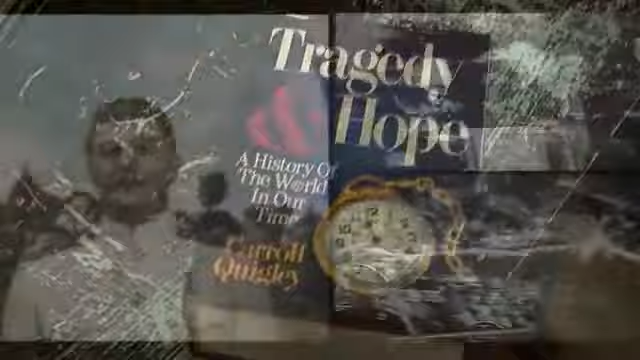 Tragedy
&
Hope
A History Of
The World
In Our
Time
Carroll
Quigley